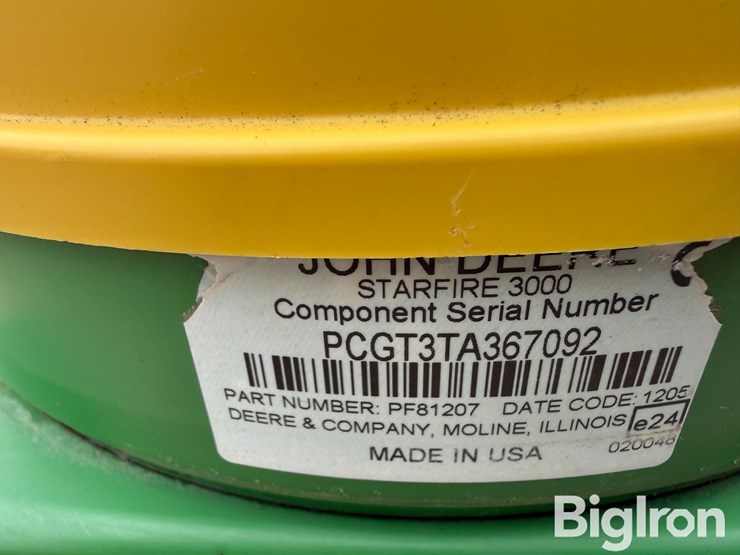 JOHN DEERE
STARFIRE 3000
Component Serial Number
PCGT3TA367092
PART NUMBER: PF81207 DATE CODE: 1205
DEERE & COMPANY, MOLINE, ILLINOIS e24
020048
MADE IN USA
BigIron